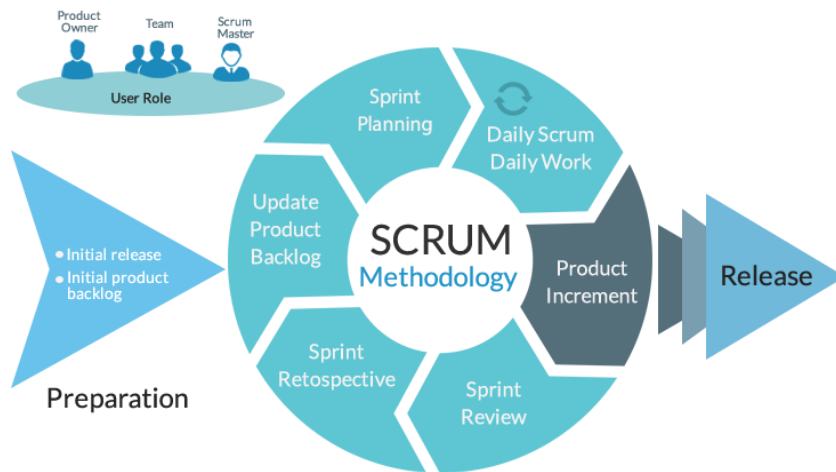 Product
Owner
Team
Scrum
Master
User Role
Sprint
Planning
Daily Scrum
Daily Work
Update
Product
Backlog
SCRUM
Methodology
Product
Increment
Sprint
Retospective
Sprint
Review
Initial release
Initial product
backlog
Preparation
Release